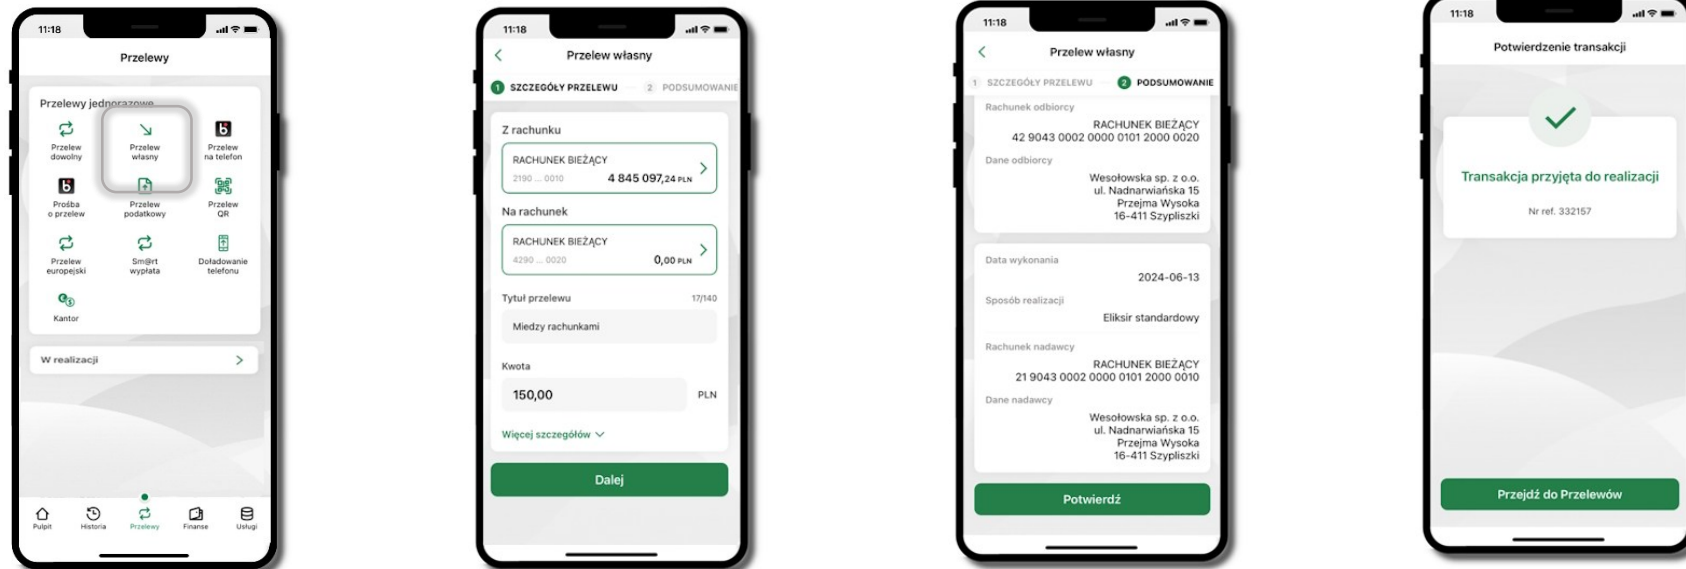 11:18
Przelewy
Przelewy jednorazowe
Przelew
dowolny
Przelew
własny
Przelew
na telefon
Prośba
o przelew
Przelew
podatkowy
Przelew
QR
Przelew
europejski
Sm@rt
wypłata
Doładowanie
telefonu
Kantor
W realizacji
Pulpit
Historia
Przelewy
Finanse
Usługi
11:18
Przelew własny
1 SZCZEGÓŁY PRZELEWU 2 PODSUMOWANIE
Z rachunku
RACHUNEK BIEŻĄCY
2190 ... 0010 4 845 097,24 PLN
Na rachunek
RACHUNEK BIEŻĄCY
4290 ... 0020 0,00 PLN
Tytuł przelewu 17/140
Miedzy rachunkami
Kwota
150,00 PLN
Więcej szczegółów
Dalej
11:18
Przelew własny
1 SZCZEGÓŁY PRZELEWU 2 PODSUMOWANIE
Rachunek odbiorcy
RACHUNEK BIEŻĄCY
42 9043 0002 0000 0101 2000 0020
Dane odbiorcy
Wesołowska sp. z o.o.
ul. Nadnarwiańska 15
Przejma Wysoka
16-411 Szypliszki
Data wykonania
2024-06-13
Sposób realizacji
Eliksir standardowy
Rachunek nadawcy
RACHUNEK BIEŻĄCY
21 9043 0002 0000 0101 2000 0010
Dane nadawcy
Wesołowska sp. z o.o.
ul. Nadnarwiańska 15
Przejma Wysoka
16-411 Szypliszki
Potwierdź
11:18
Potwierdzenie transakcji
Transakcja przyjęta do realizacji
Nr ref. 332157
Przejdź do Przelewów